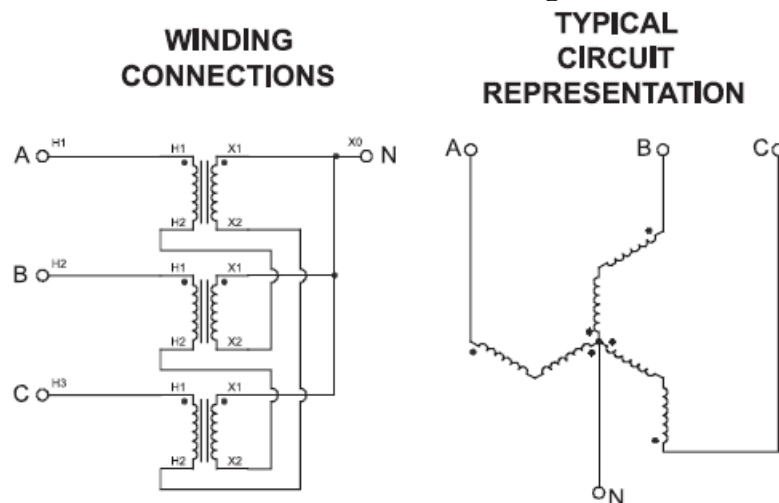 WINDING
CONNECTIONS
TYPICAL
CIRCUIT
REPRESENTATION
A H1 H1 X1 X0 N
H2 X2
B H2 H1 X1
H2 X2
C H3 H1 X1
H2 X2
A B C
N